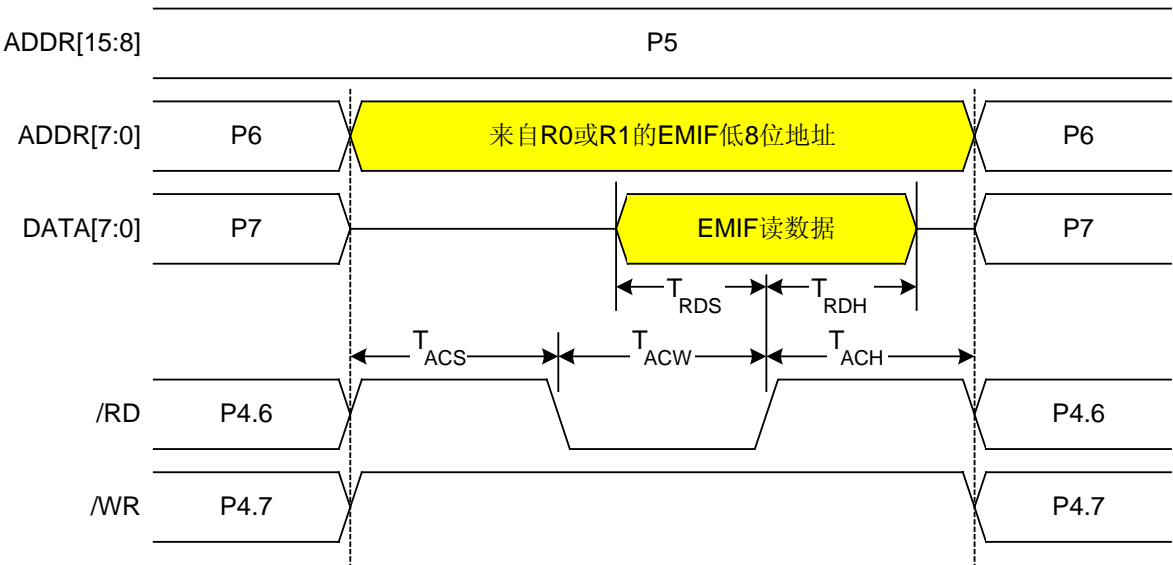 ADDR[15:8] P5
ADDR[7:0] P6 来自R0或R1的EMIF低8位地址 P6
DATA[7:0] P7 EMIF读数据 P7
TRDS TRDH
TACS TACW TACH
/RD P4.6 P4.6
/WR P4.7 P4.7